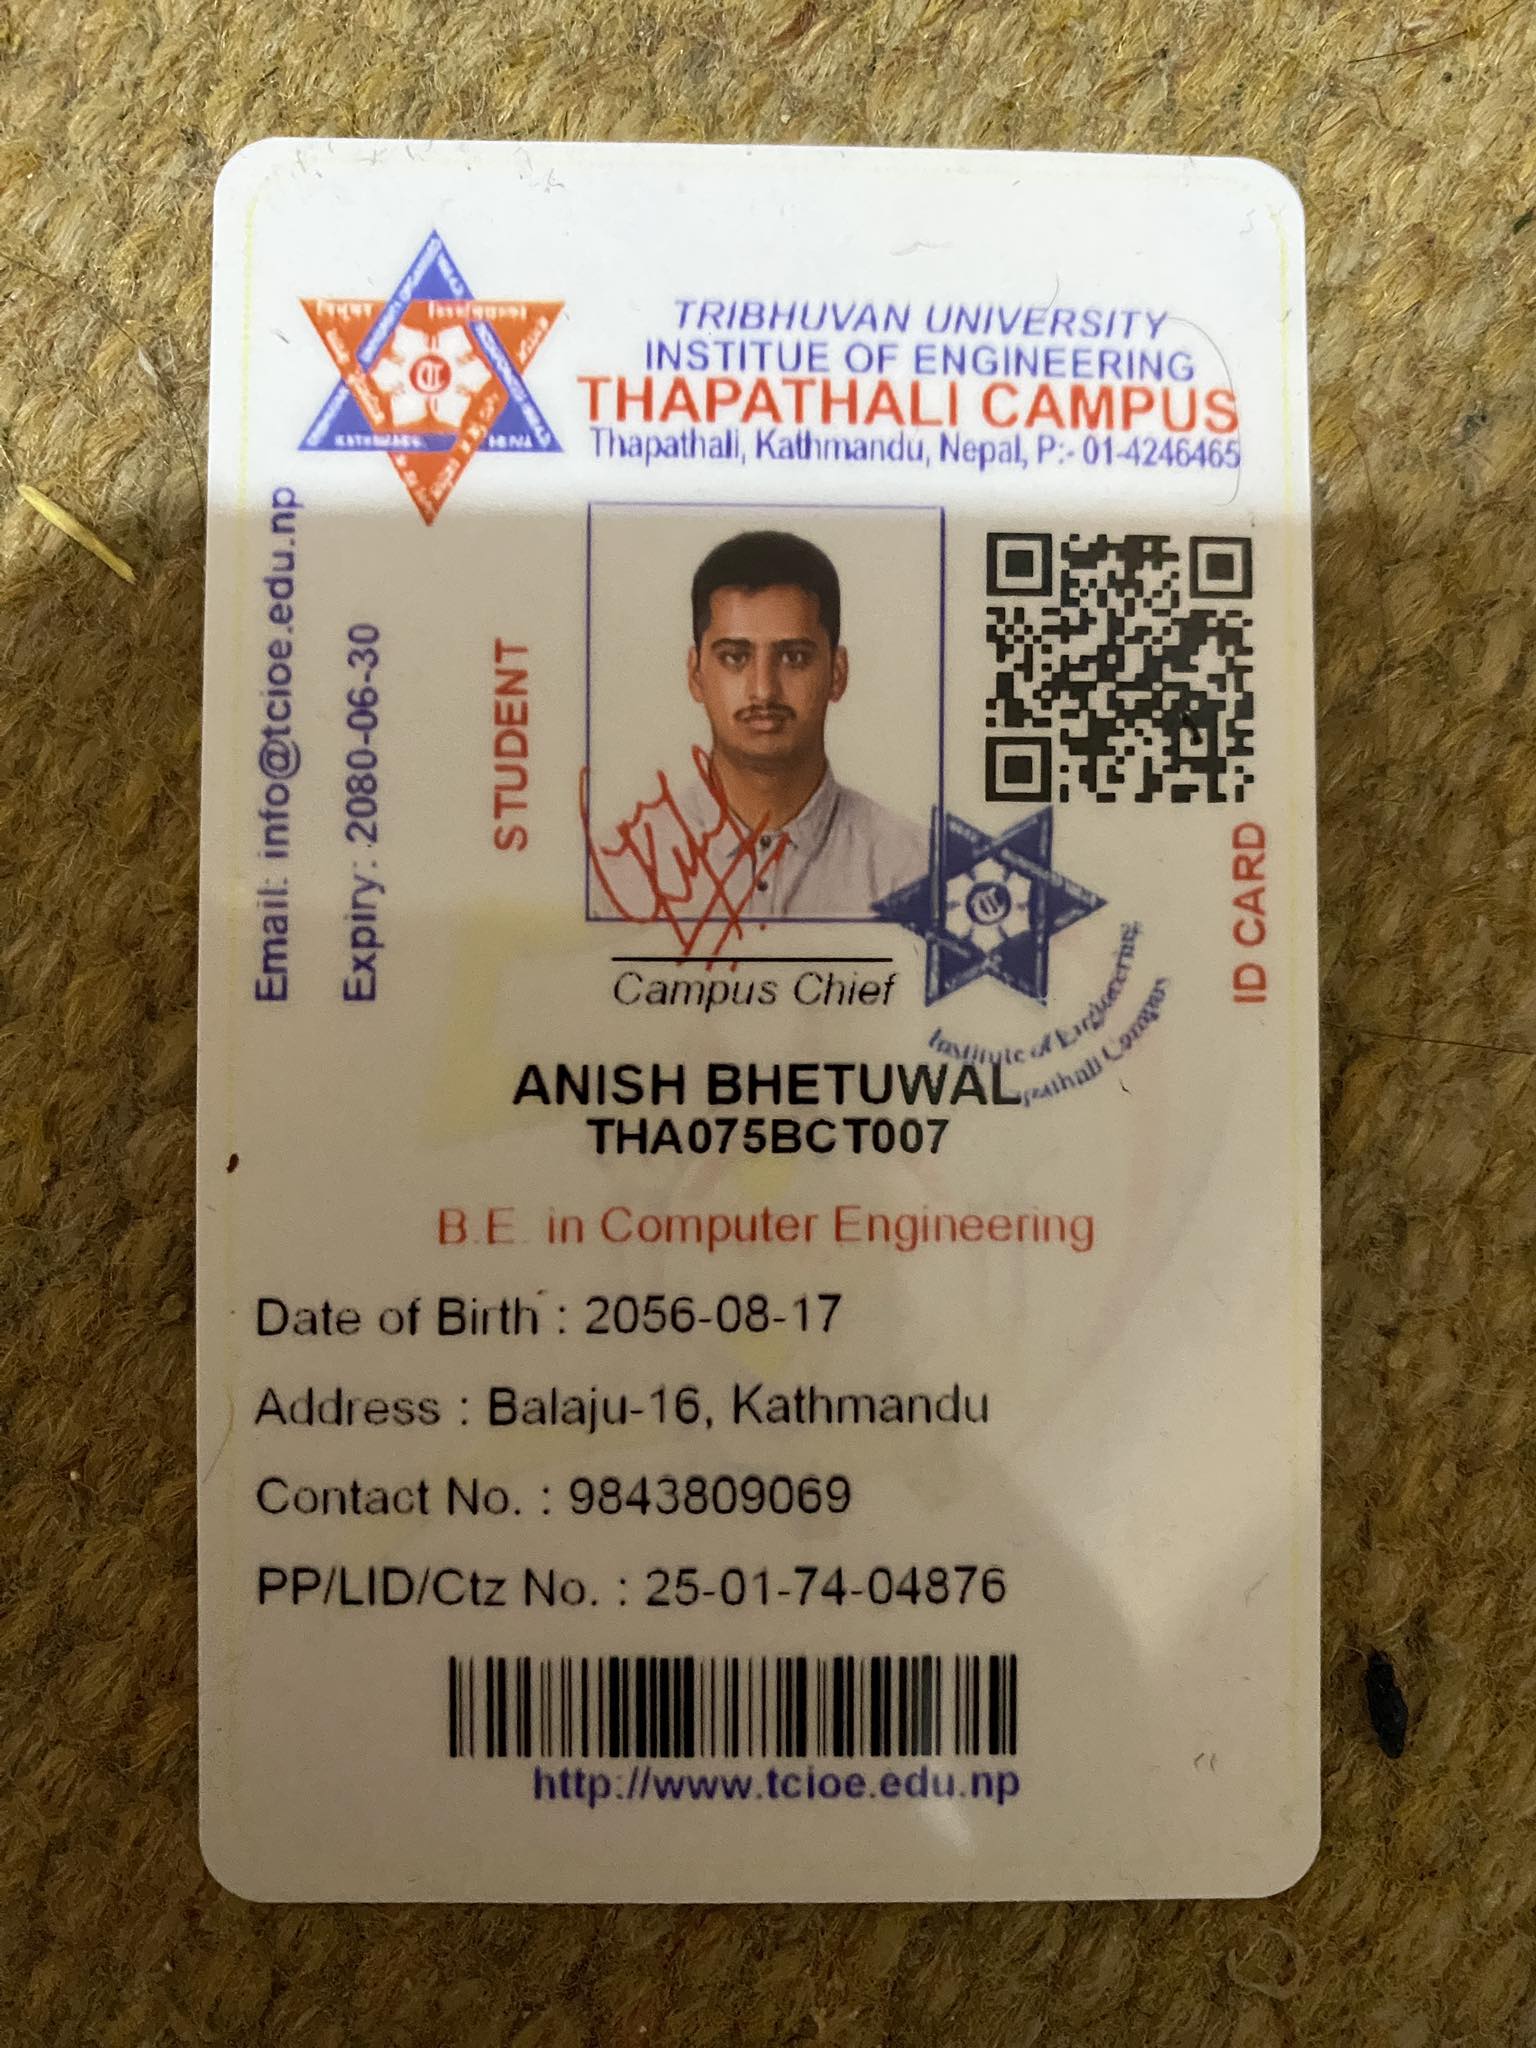 TRIBHUVAN UNIVERSITY
INSTITUE OF ENGINEERING
THAPATHALI CAMPUS
Thapathali, Kathmandu, Nepal, P:- 01-4246465
Email: info@tcioe.edu.np
Expiry: 2080-06-30
STUDENT
ID CARD
Campus Chief
Institute of Engineering
Campus
ANISH BHETUWAL
THA075BCT007
B.E. in Computer Engineering
Date of Birth : 2056-08-17
Address : Balaju-16, Kathmandu
Contact No. : 9843809069
PP/LID/Ctz No. : 25-01-74-04876
http://www.tcioe.edu.np